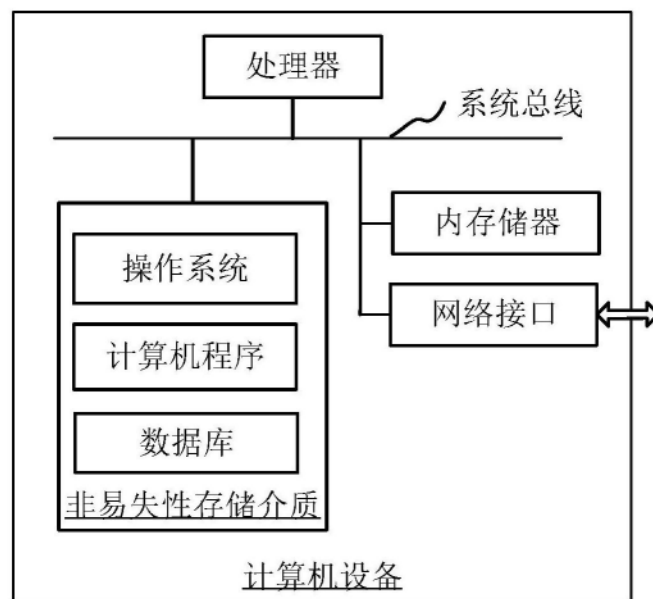 处理器
系统总线
内存储器
操作系统
网络接口
计算机程序
数据库
非易失性存储介质
计算机设备